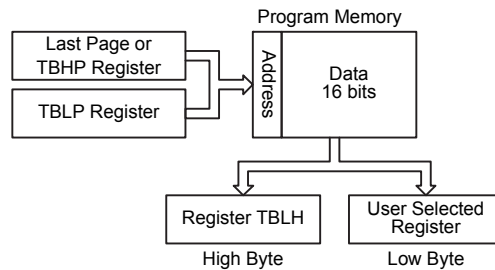 Program Memory
Last Page or
TBHP Register
TBLP Register
Address
Data
16 bits
Register TBLH
High Byte
User Selected
Register
Low Byte